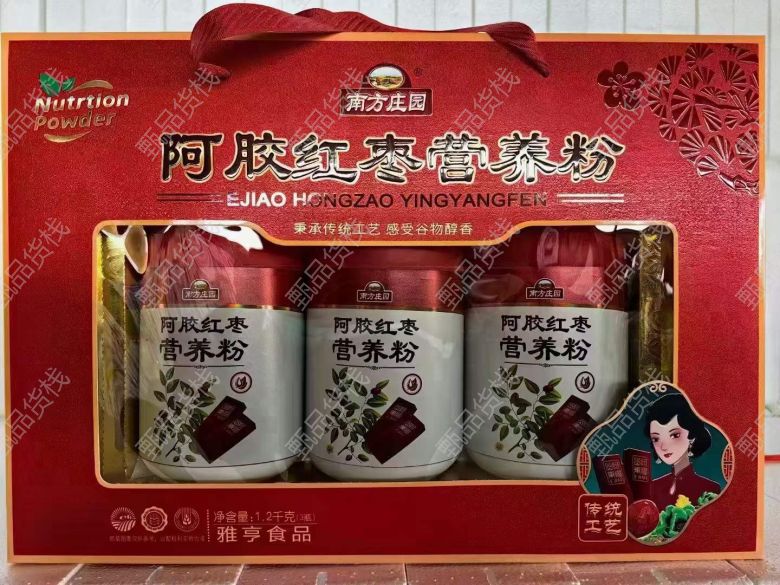 Nutrtion
Powder
南方庄园®
阿胶红枣营养粉
EJIAO HONGZAO YINGYANGFEN
秉承传统工艺 感受谷物醇香
南方庄园
阿胶红枣
营养粉
南方庄园
阿胶红枣
营养粉
南方庄园
阿胶红枣
营养粉
净含量:1.2千克(3瓶)
雅亨食品
传统
工艺
甄品货栈